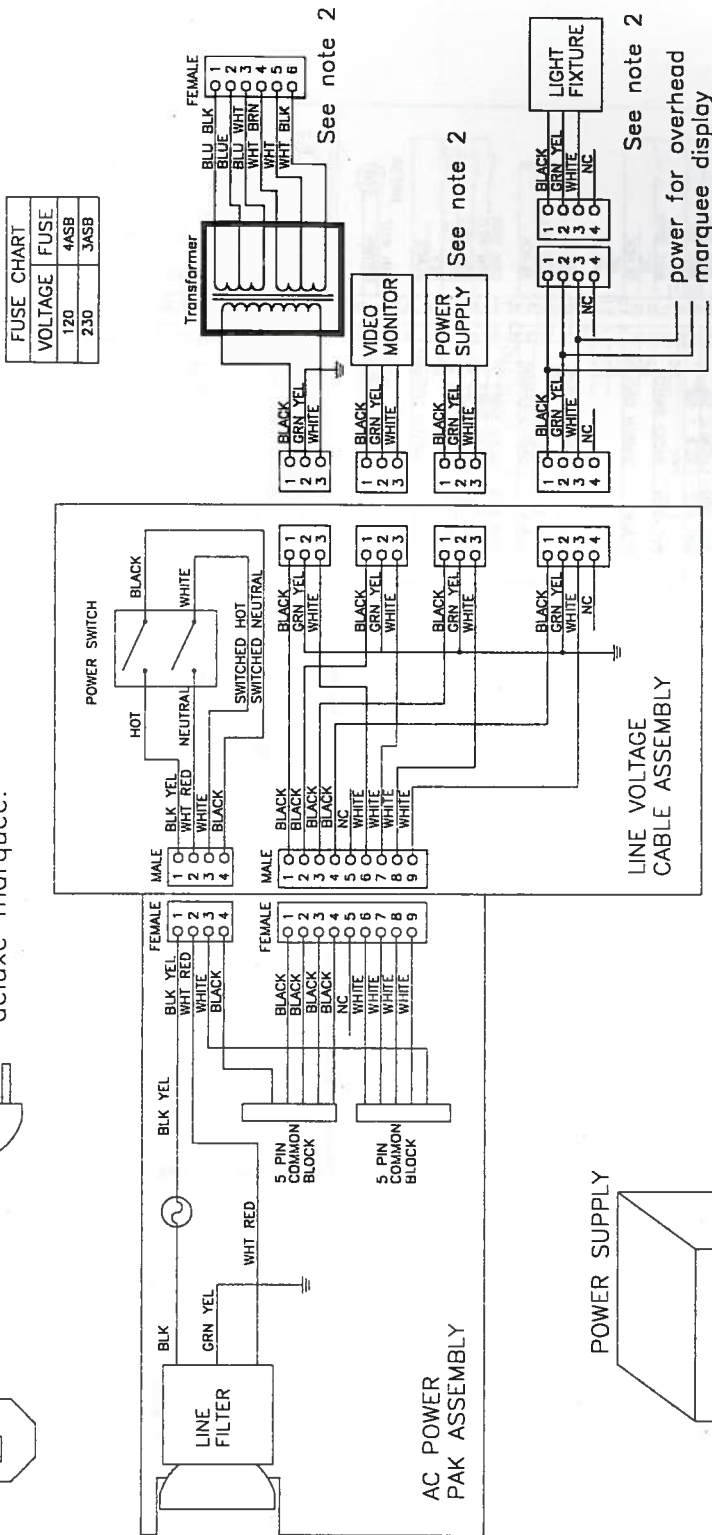 deluxe marquee.
FUSE CHART
VOLTAGE FUSE
120 4ASB
230 3ASB
LINE FILTER
BLK
GRN YEL
WHT RED
BLK YEL
AC POWER
PAK ASSEMBLY
5 PIN
COMMON
BLOCK
5 PIN
COMMON
BLOCK
BLK YEL
WHT RED
WHITE
BLACK
FEMALE
1
2
3
4
BLACK
BLACK
BLACK
BLACK
NC
WHITE
WHITE
WHITE
WHITE
FEMALE
1
2
3
4
5
6
7
8
9
MALE
1
2
3
4
BLK YEL
WHT RED
WHITE
BLACK
MALE
1
2
3
4
5
6
7
8
9
BLACK
BLACK
BLACK
BLACK
NC
WHITE
WHITE
WHITE
WHITE
POWER SWITCH
HOT
NEUTRAL
BLACK
WHITE
SWITCHED HOT
SWITCHED NEUTRAL
BLACK
GRN YEL
WHITE
1
2
3
BLACK
GRN YEL
WHITE
1
2
3
BLACK
GRN YEL
WHITE
1
2
3
BLACK
GRN YEL
WHITE
NC
1
2
3
4
LINE VOLTAGE
CABLE ASSEMBLY
1
2
3
BLACK
GRN YEL
WHITE
Transformer
BLU BLK
BLUE
BLU WHT
WHT BRN
WHT
WHT BLK
FEMALE
1
2
3
4
5
6
See note 2
1
2
3
BLACK
GRN YEL
WHITE
VIDEO
MONITOR
1
2
3
BLACK
GRN YEL
WHITE
POWER
SUPPLY
See note 2
1
2
3
4
BLACK
GRN YEL
WHITE
NC
NC
1
2
3
4
1
2
3
4
BLACK
GRN YEL
WHITE
NC
LIGHT
FIXTURE
See note 2
power for overhead
marquee display
POWER SUPPLY